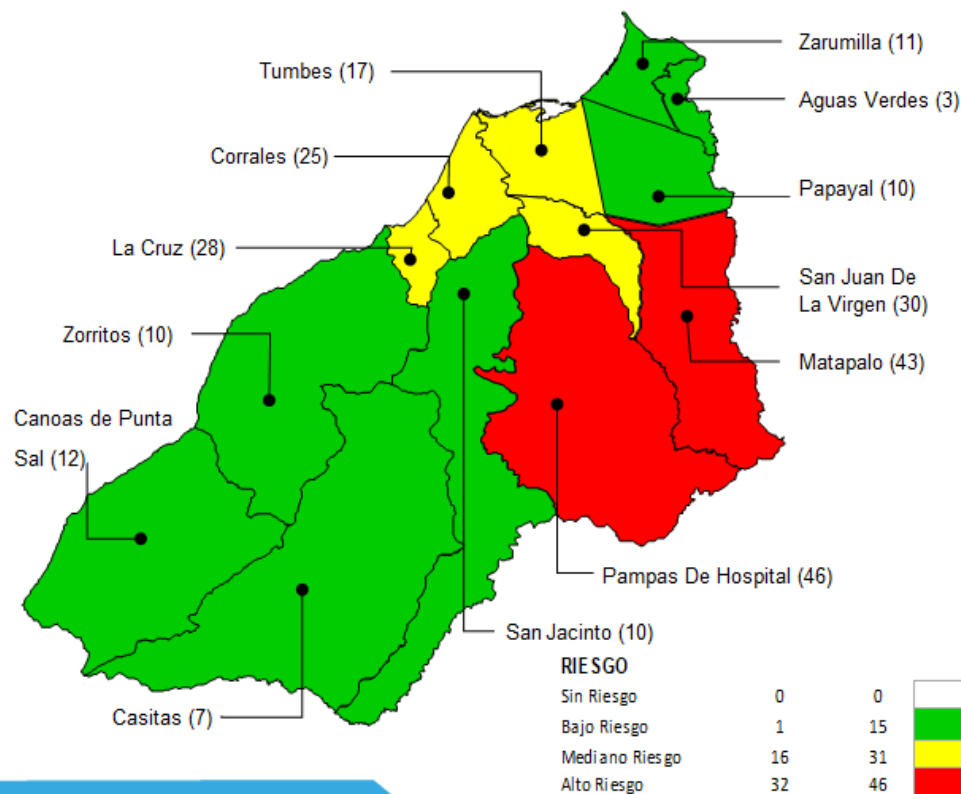 Zarumilla (11)
Tumbes (17)
Aguas Verdes (3)
Corrales (25)
Papayal (10)
La Cruz (28)
San Juan De
La Virgen (30)
Zorritos (10)
Matapalo (43)
Canoas de Punta
Sal (12)
Pampas De Hospital (46)
San Jacinto (10)
Casitas (7)
RIESGO
Sin Riesgo 0 0
Bajo Riesgo 1 15
Mediano Riesgo 16 31
Alto Riesgo 32 46